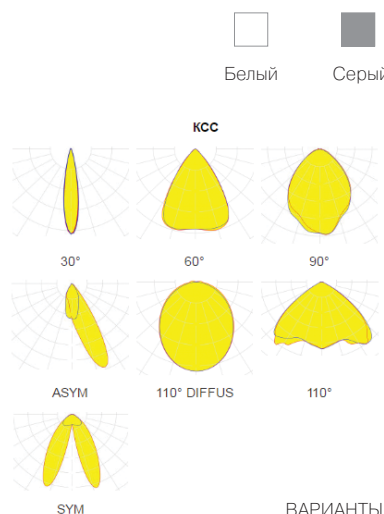 Белый Серый
КСС
30° 60° 90°
ASYM 110° DIFFUS 110°
SYM
ВАРИАНТЫ